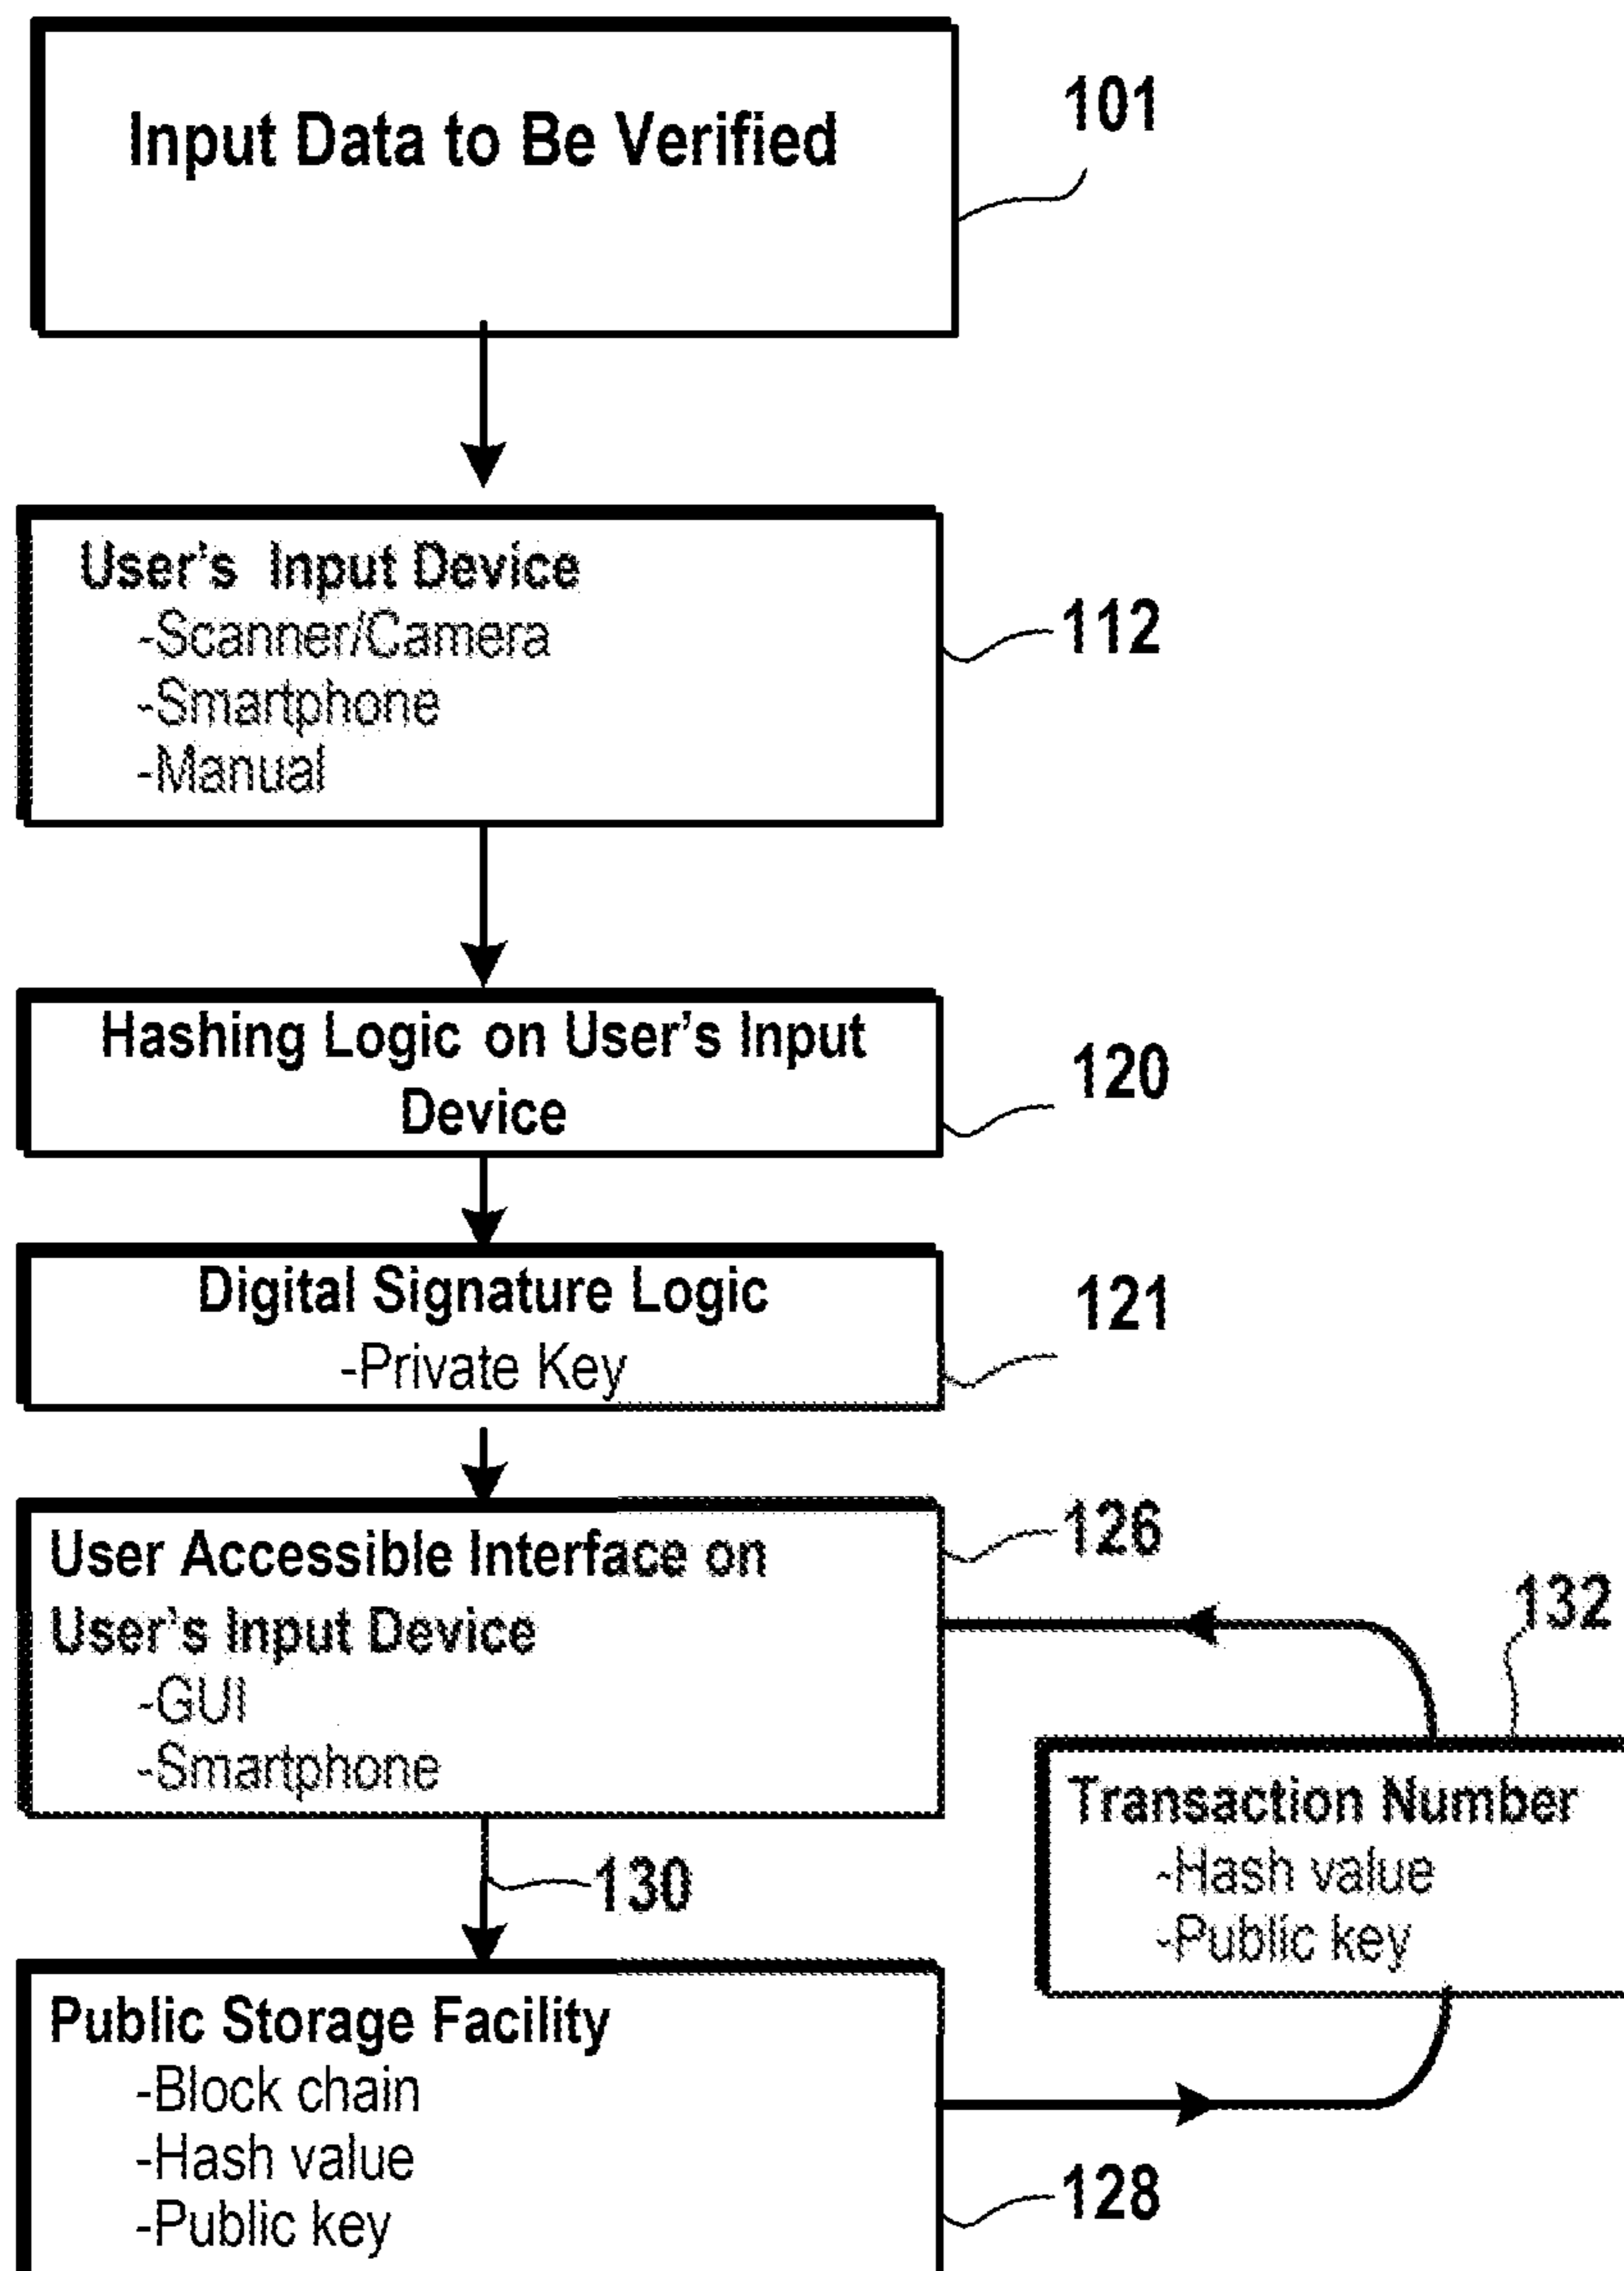 Input Data to Be Verified
101
User's Input Device
-Scanner/Camera
-Smartphone
-Manual
112
Hashing Logic on User's Input
Device
120
Digital Signature Logic
-Private Key
121
User Accessible Interface on
User's Input Device
-GUI
-Smartphone
126
132
Transaction Number
-Hash value
-Public key
130
Public Storage Facility
-Block chain
-Hash value
-Public key
128